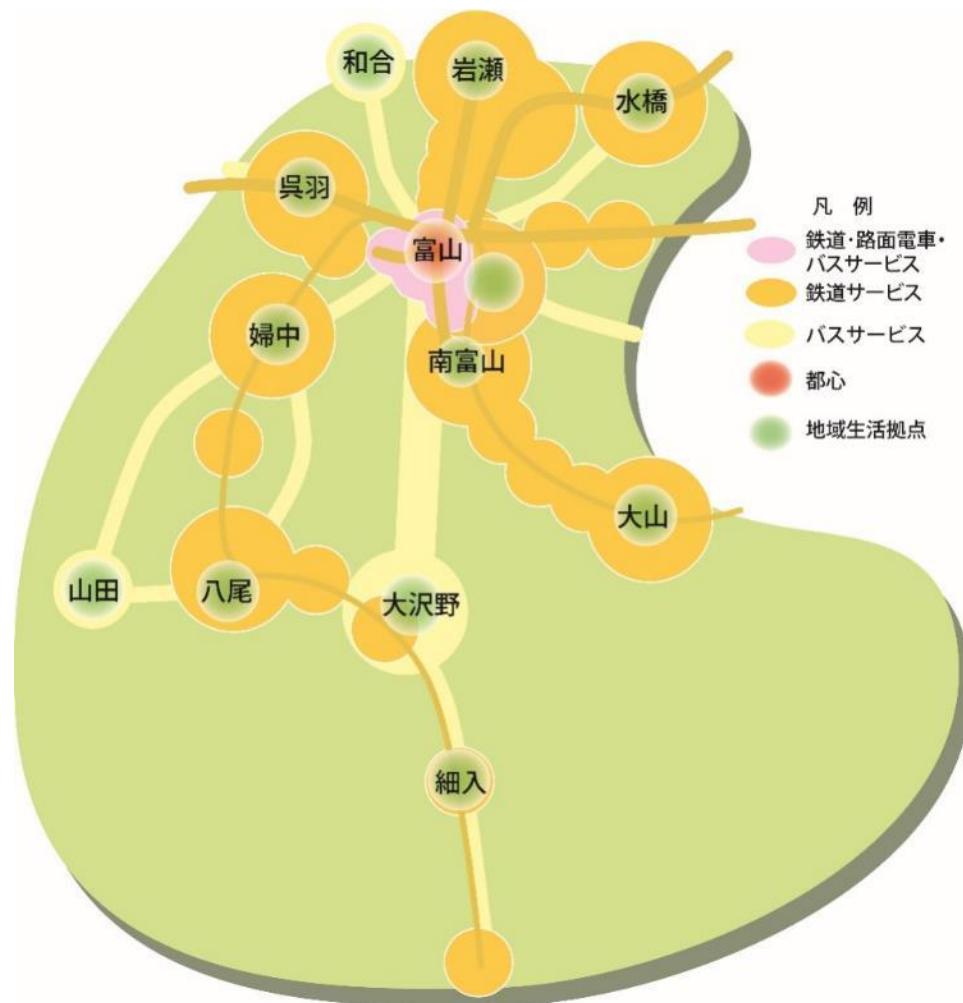 和合
岩瀬
水橋
呉羽
富山
婦中
南富山
大山
山田
八尾
大沢野
細入
凡 例
鉄道・路面電車・
バスサービス
鉄道サービス
バスサービス
都心
地域生活拠点